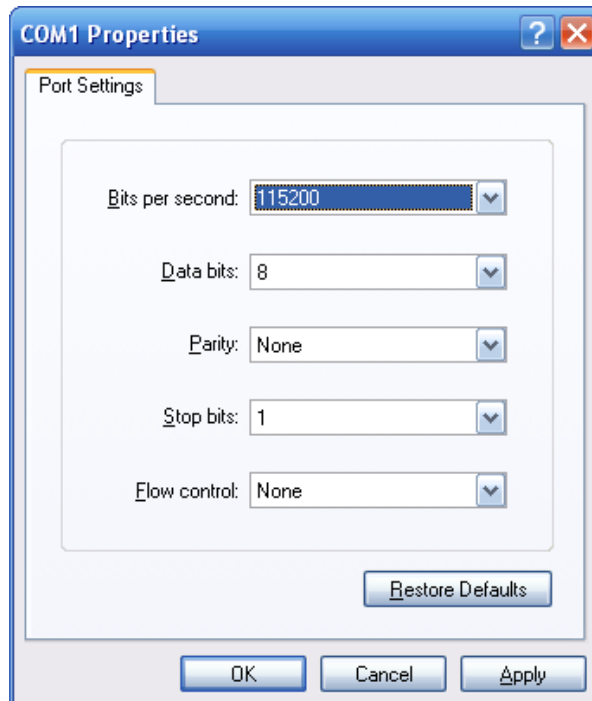 COM1 Properties
Port Settings
Bits per second: 115200
Data bits: 8
Parity: None
Stop bits: 1
Flow control: None
Restore Defaults
OK Cancel Apply